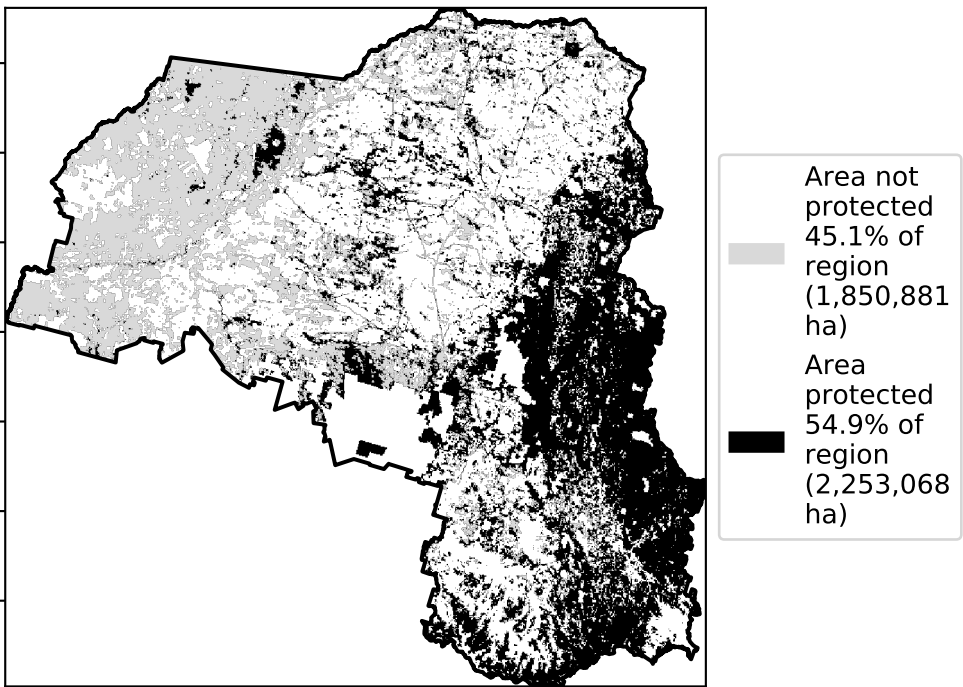 Area not
protected
45.1% of
region
(1,850,881
ha)
Area
protected
54.9% of
region
(2,253,068
ha)